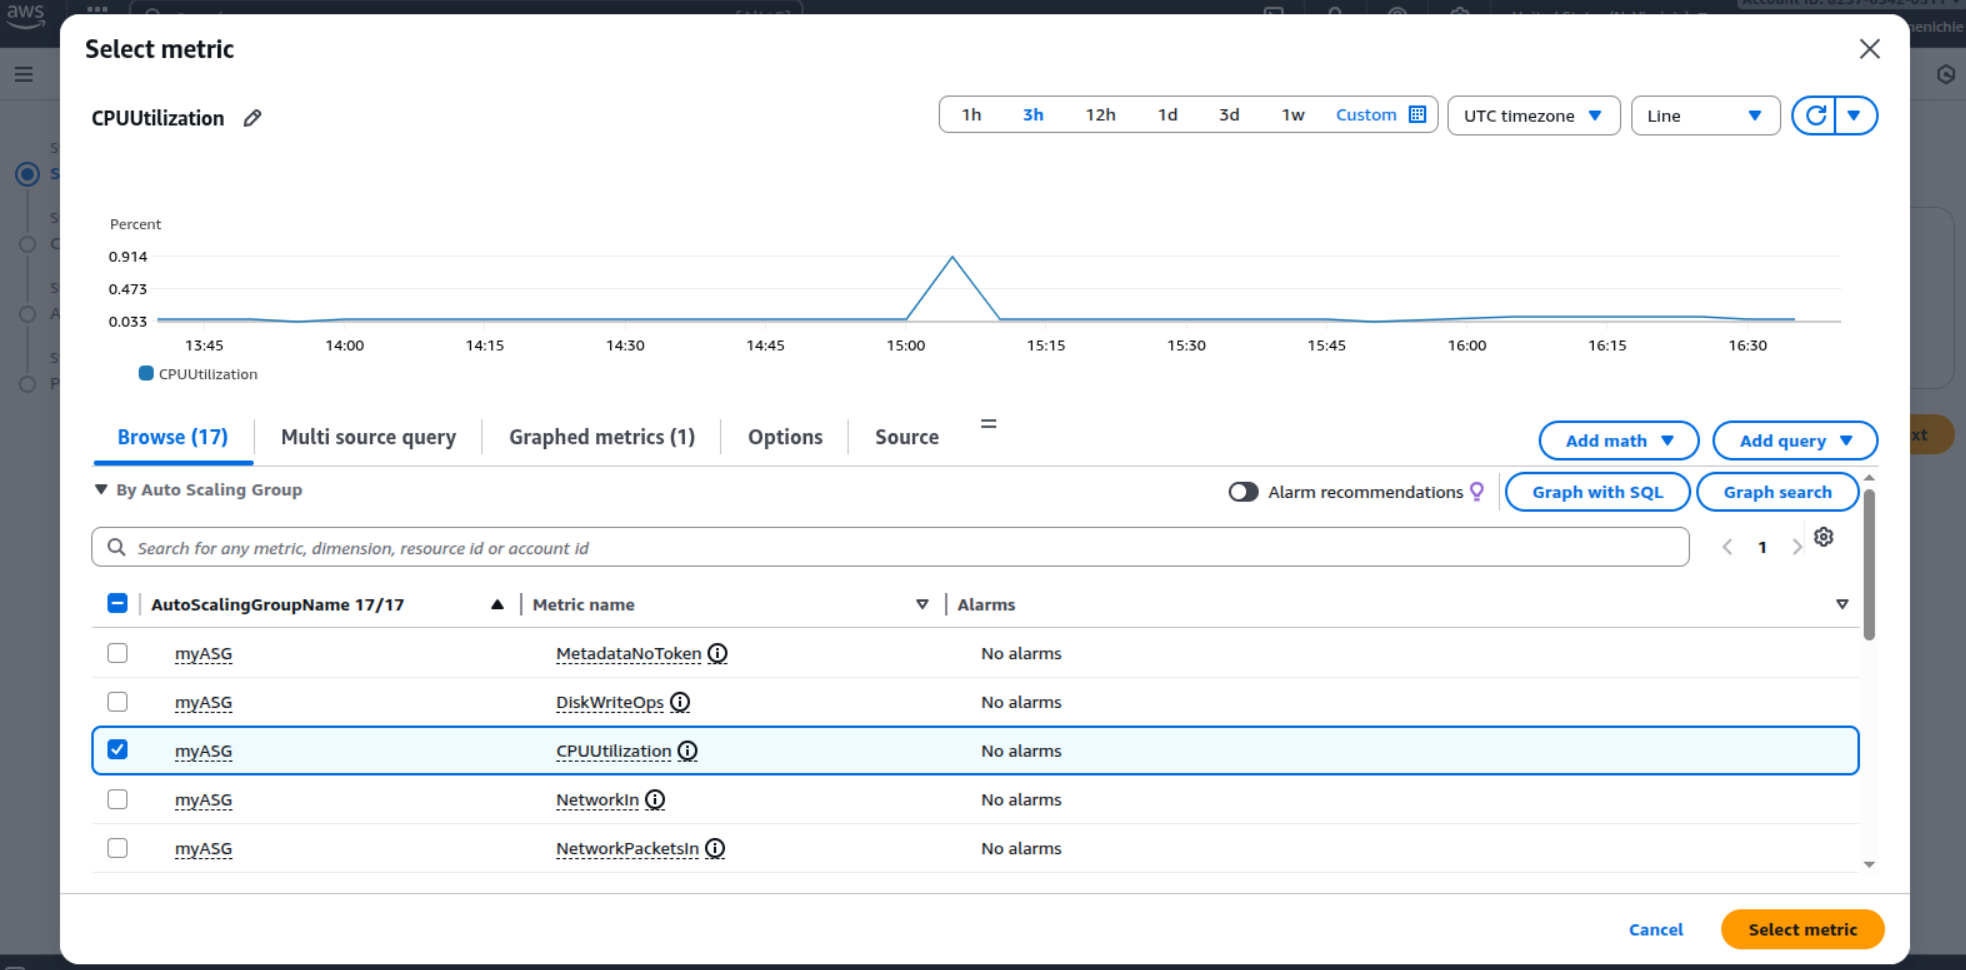 aws
Select metric
CPUUtilization
1h 3h 12h 1d 3d 1w Custom UTC timezone Line
Percent
0.914
0.473
0.033
13:45 14:00 14:15 14:30 14:45 15:00 15:15 15:30 15:45 16:00 16:15 16:30
CPUUtilization
Browse (17) Multi source query Graphed metrics (1) Options Source Add math Add query
By Auto Scaling Group Alarm recommendations Graph with SQL Graph search
Search for any metric, dimension, resource id or account id 1
AutoScalingGroupName 17/17 Metric name Alarms
myASG MetadataNoToken No alarms
myASG DiskWriteOps No alarms
myASG CPUUtilization No alarms
myASG NetworkIn No alarms
myASG NetworkPacketsIn No alarms
Cancel Select metric